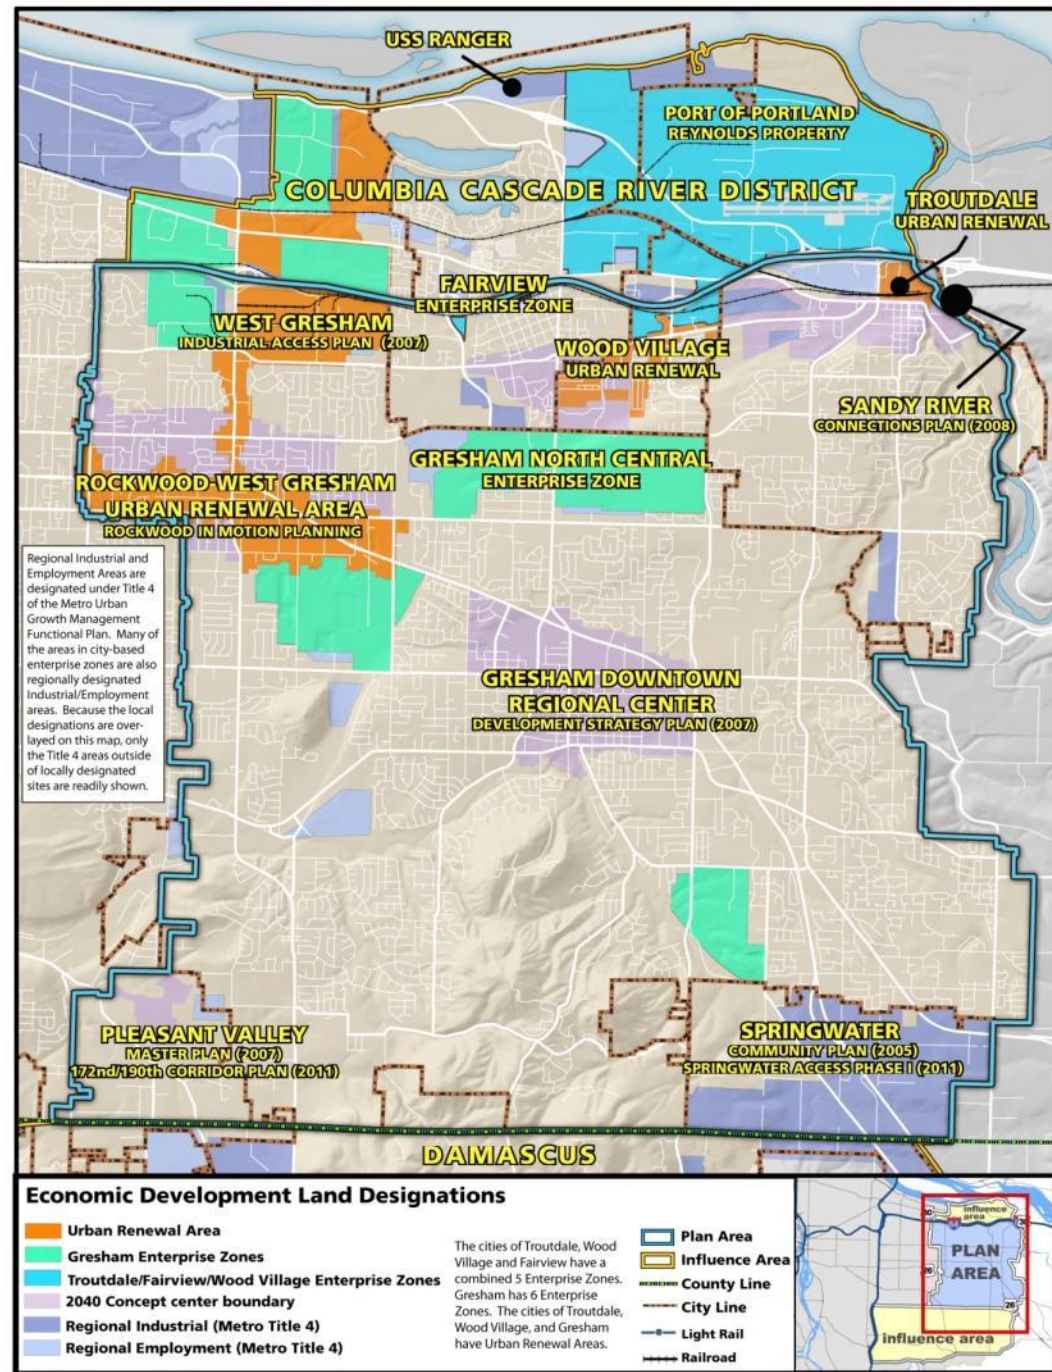 USS RANGER
PORT OF PORTLAND
REYNOLDS PROPERTY
COLUMBIA CASCADE RIVER DISTRICT
TROUTDALE
URBAN RENEWAL
FAIRVIEW
ENTERPRISE ZONE
WEST GRESHAM
INDUSTRIAL ACCESS PLAN (2007)
WOOD VILLAGE
URBAN RENEWAL
SANDY RIVER
CONNECTIONS PLAN (2008)
GRESHAM NORTH CENTRAL
ENTERPRISE ZONE
ROCKWOOD-WEST GRESHAM
URBAN RENEWAL AREA
ROCKWOOD IN MOTION PLANNING
Regional Industrial and
Employment Areas are
designated under Title 4
of the Metro Urban
Growth Management
Functional Plan. Many of
the areas in city-based
enterprise zones are also
regionally designated
Industrial/Employment
areas. Because the local
designations are over-
layed on this map, only
the Title 4 areas outside
of locally designated
sites are readily shown.
GRESHAM DOWNTOWN
REGIONAL CENTER
DEVELOPMENT STRATEGY PLAN (2007)
PLEASANT VALLEY
MASTER PLAN (2007)
172nd/190th CORRIDOR PLAN (2011)
SPRINGWATER
COMMUNITY PLAN (2005)
SPRINGWATER ACCESS PHASE I (2011)
DAMASCUS
Economic Development Land Designations
Urban Renewal Area
Gresham Enterprise Zones
Troutdale/Fairview/Wood Village Enterprise Zones
2040 Concept center boundary
Regional Industrial (Metro Title 4)
Regional Employment (Metro Title 4)
The cities of Troutdale, Wood
Village and Fairview have a
combined 5 Enterprise Zones.
Gresham has 6 Enterprise
Zones. The cities of Troutdale,
Wood Village, and Gresham
have Urban Renewal Areas.
Plan Area
Influence Area
County Line
City Line
Light Rail
Railroad
influence
area
30
30
PLAN
AREA
26
26
influence area